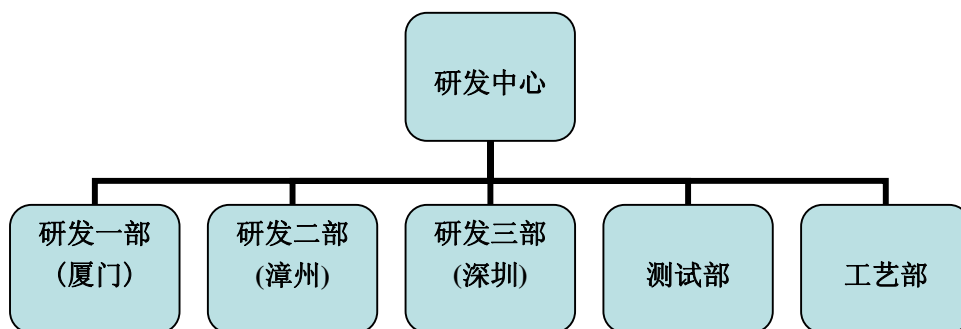 研发中心
研发一部
(厦门)
研发二部
(漳州)
研发三部
(深圳)
测试部
工艺部